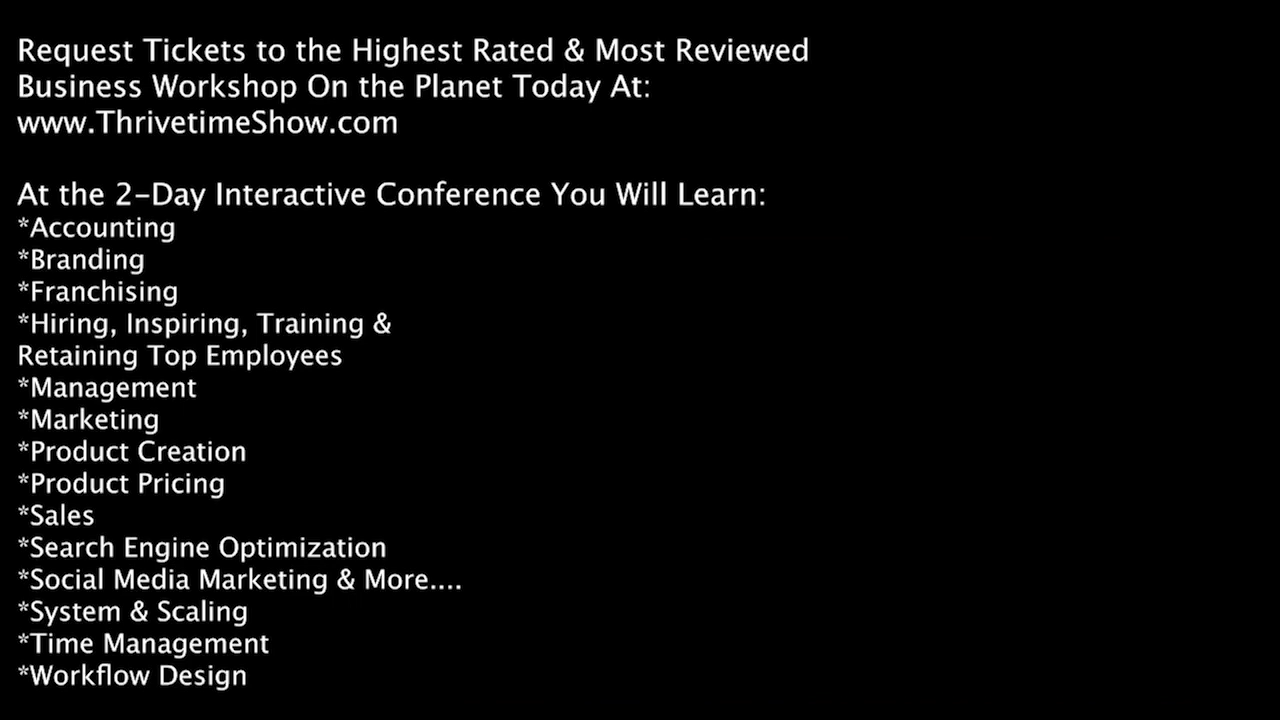 Request Tickets to the Highest Rated & Most Reviewed
Business Workshop On the Planet Today At:
www.ThrivetimeShow.com
At the 2-Day Interactive Conference You Will Learn:
*Accounting
*Branding
*Franchising
*Hiring, Inspiring, Training &
Retaining Top Employees
*Management
*Marketing
*Product Creation
*Product Pricing
*Sales
*Search Engine Optimization
*Social Media Marketing & More....
*System & Scaling
*Time Management
*Workflow Design